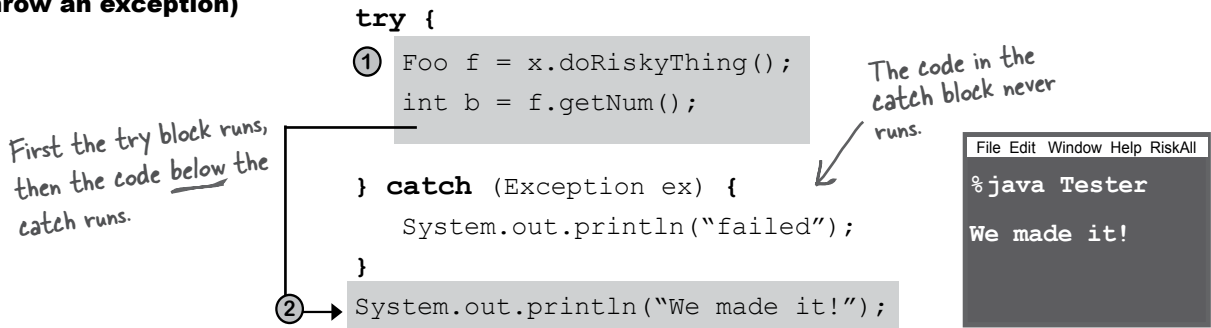 row an exception)
try {
1 Foo f = x.doRiskyThing();
int b = f.getNum();
First the try block runs,
then the code below the
catch runs.
The code in the
catch block never
runs.
} catch (Exception ex) {
System.out.println(“failed”);
}
2 System.out.println(“We made it!”);
File Edit Window Help RiskAll
%java Tester
We made it!